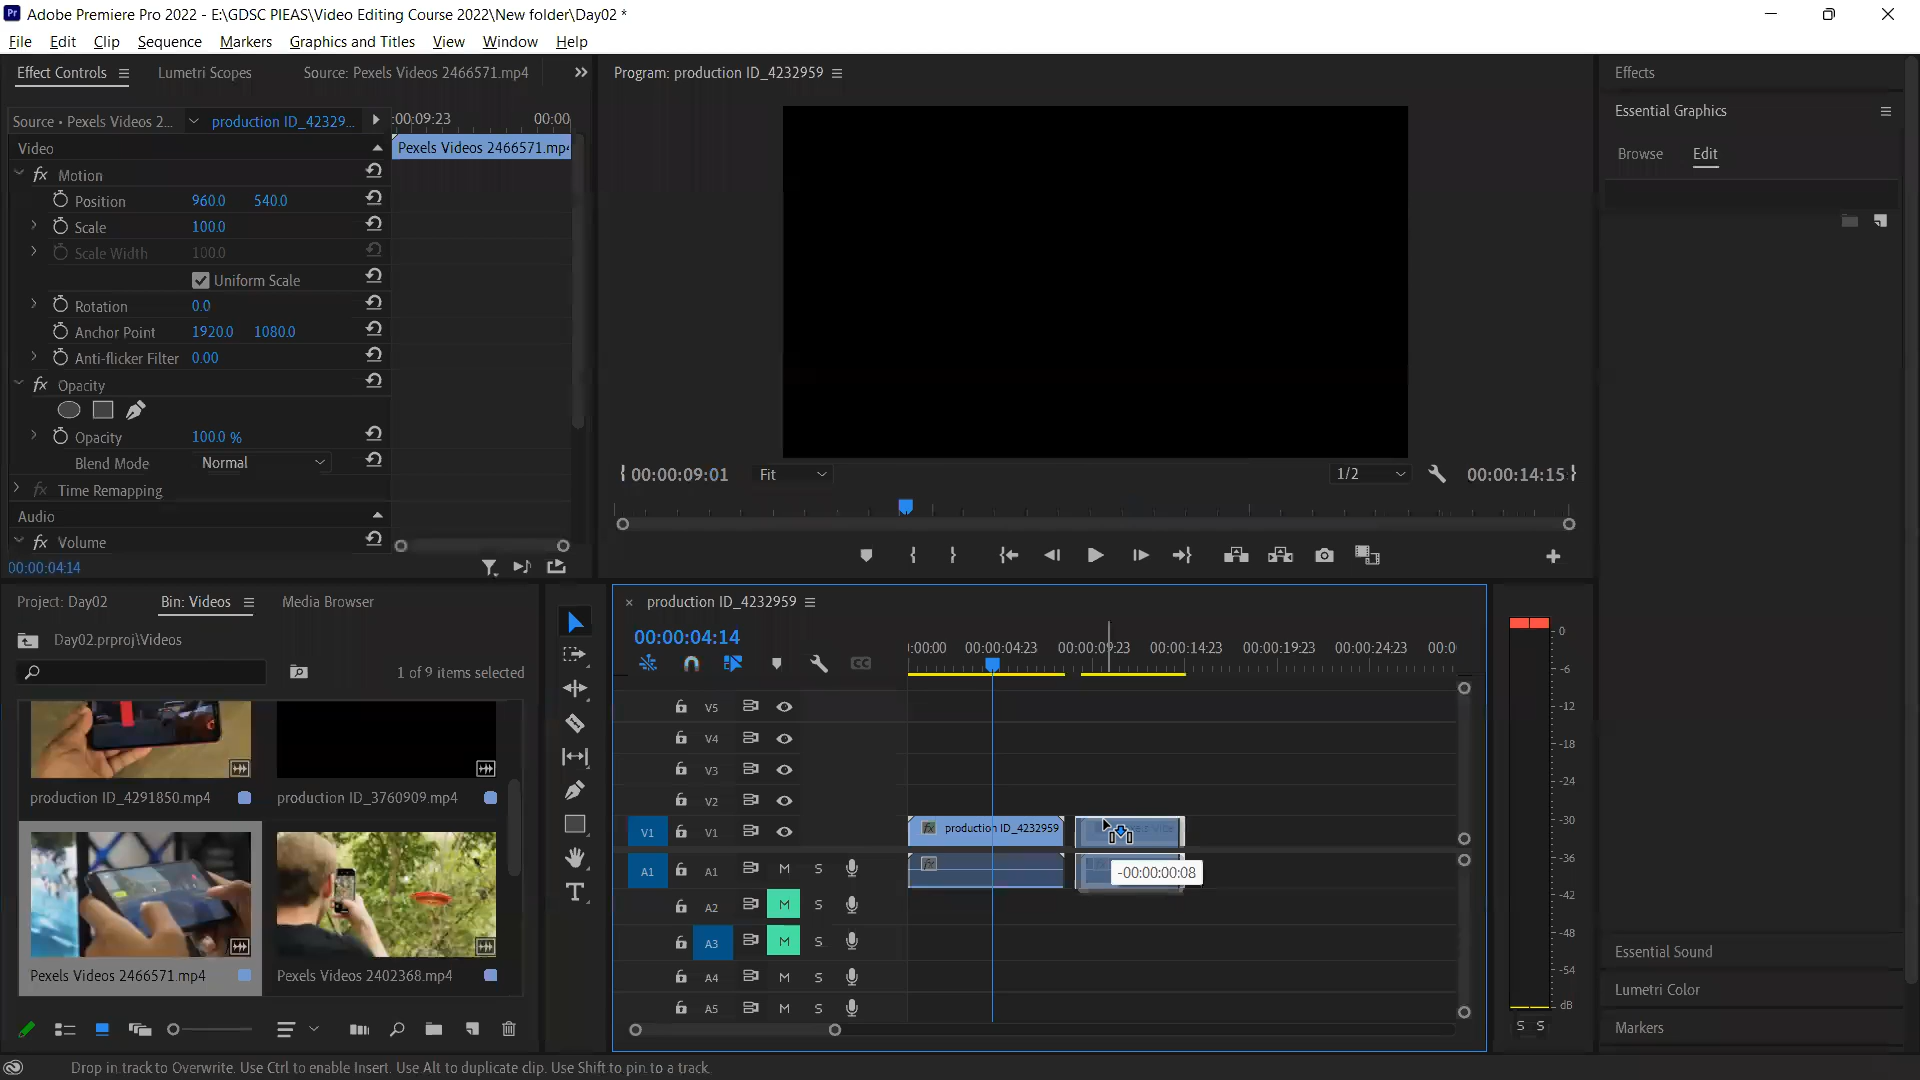 Adobe Premiere Pro 2022 - E:\GDSC PIEAS\Video Editing Course 2022\New folder\Day02 *
File Edit Clip Sequence Markers Graphics and Titles View Window Help
Effect Controls Lumetri Scopes Source: Pexels Videos 2466571.mp4
Program: production ID_4232959
Effects
Essential Graphics
Browse Edit
Source • Pexels Videos 2... production ID_42329...
:00:09:23 00:00
Video
Pexels Videos 2466571.mp4
fx Motion
Position 960.0 540.0
Scale 100.0
Scale Width 100.0
Uniform Scale
Rotation 0.0
Anchor Point 1920.0 1080.0
Anti-flicker Filter 0.00
fx Opacity
Opacity 100.0 %
Blend Mode Normal
fx Time Remapping
Audio
fx Volume
00:00:04:14
00:00:09:01 Fit 1/2 00:00:14:15
Project: Day02 Bin: Videos Media Browser
Day02.prproj\Videos
1 of 9 items selected
production ID_4291850.mp4 production ID_3760909.mp4
Pexels Videos 2466571.mp4 Pexels Videos 2402368.mp4
production ID_4232959
00:00:04:14
:00:00 00:00:04:23 00:00:09:23 00:00:14:23 00:00:19:23 00:00:24:23 00:0
CC
V5
V4
V3
V2
V1 V1 fx production ID_4232959
A1 A1 M S fx
-00:00:00:08
A2 M S
A3 M S
A4 M S
A5 M S
0
-6
-12
-18
-24
-30
-36
-42
-48
-54
dB
S S
Essential Sound
Lumetri Color
Markers
Drop in track to Overwrite. Use Ctrl to enable Insert. Use Alt to duplicate clip. Use Shift to pin to a track.